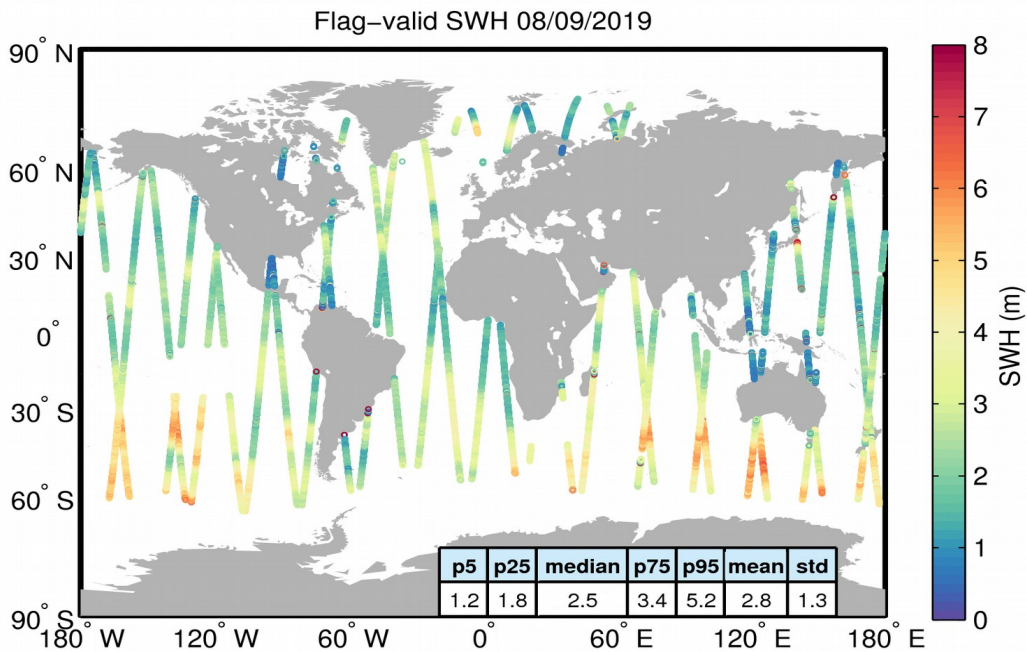 Flag−valid SWH 08/09/2019
90° N
60° N
30° N
0°
30° S
60° S
90° S
180° W
120° W
60° W
0°
60° E
120° E
180° E
p5 p25 median p75 p95 mean std
1.2 1.8 2.5 3.4 5.2 2.8 1.3
8
7
6
5
4
3
2
1
0
SWH (m)